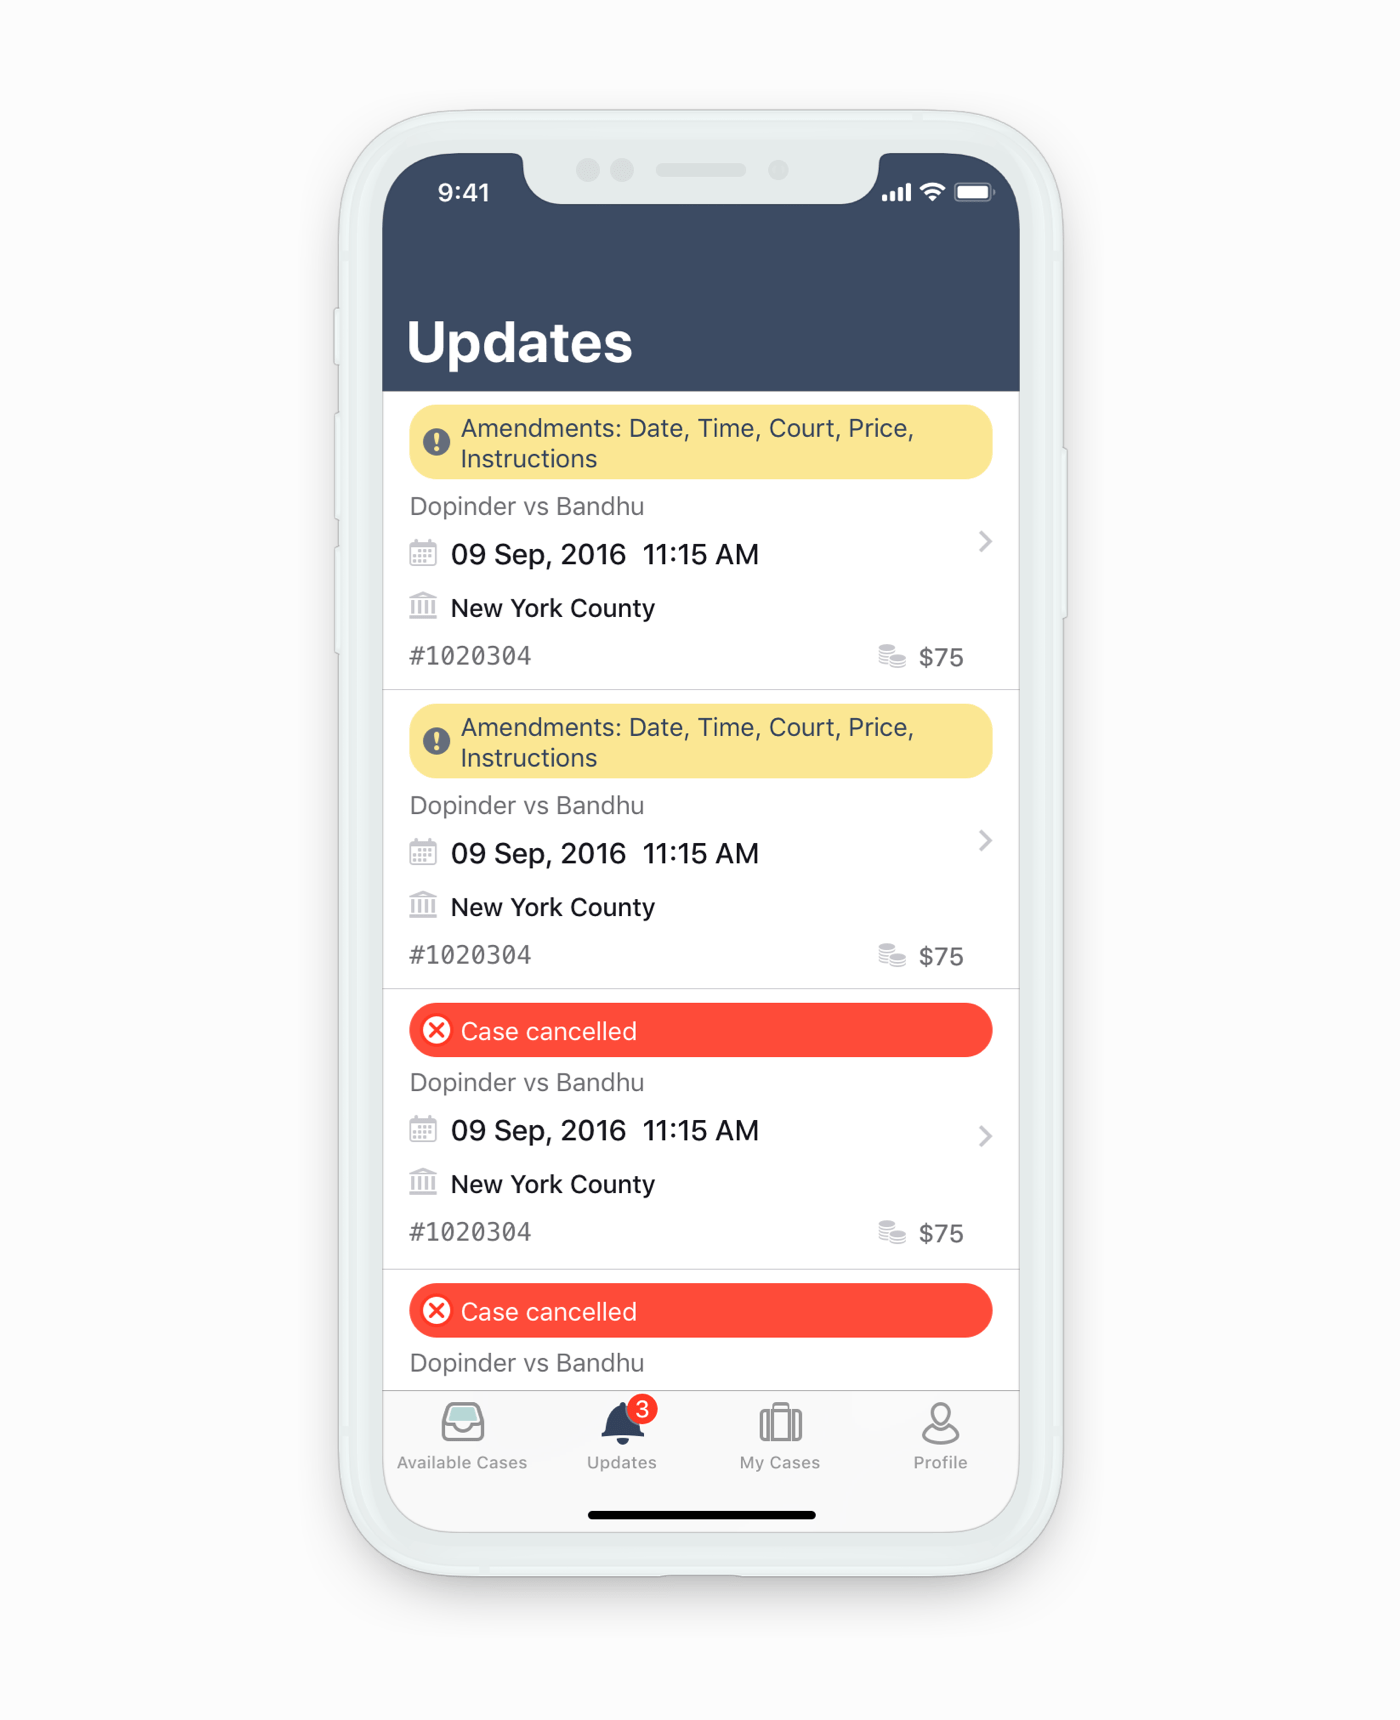 9:41
Updates
Amendments: Date, Time, Court, Price,
Instructions
Dopinder vs Bandhu
09 Sep, 2016 11:15 AM
New York County
#1020304
$75
Amendments: Date, Time, Court, Price,
Instructions
Dopinder vs Bandhu
09 Sep, 2016 11:15 AM
New York County
#1020304
$75
Case cancelled
Dopinder vs Bandhu
09 Sep, 2016 11:15 AM
New York County
#1020304
$75
Case cancelled
Dopinder vs Bandhu
3
Available Cases
Updates
My Cases
Profile